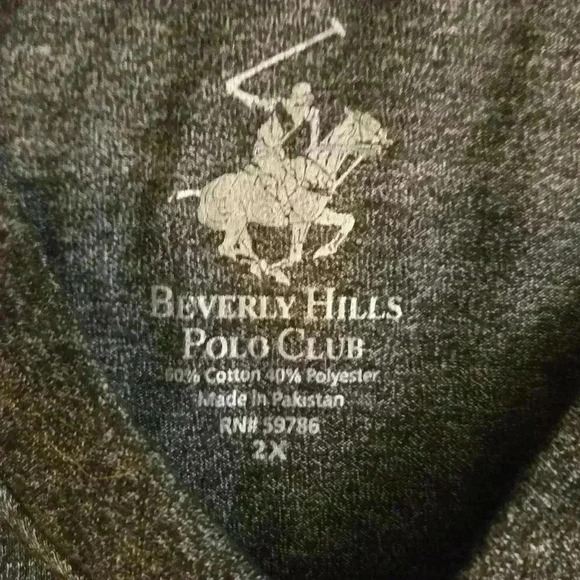 BEVERLY HILLS
POLO CLUB
60% Cotton 40% Polyester
Made in Pakistan
RN# 59786
2X